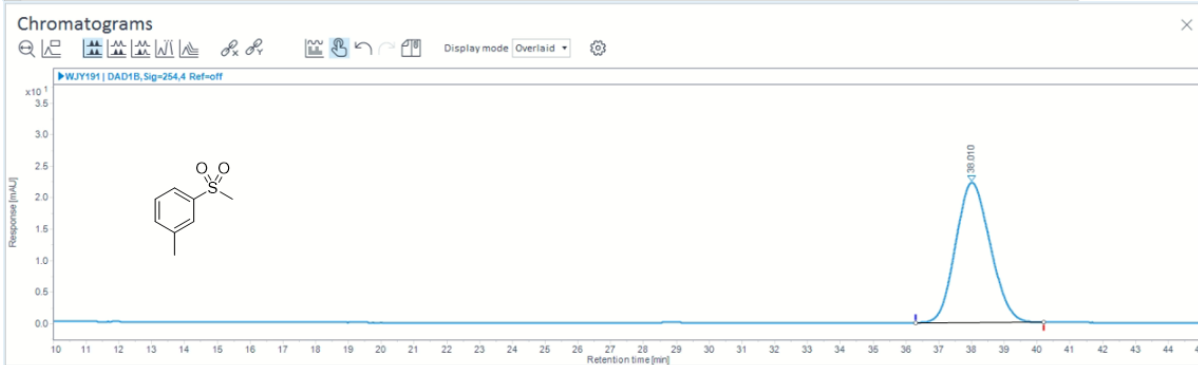 Chromatograms
Display mode Overlaid
WJY191 | DAD1B,Sig=254,4 Ref=off
x10 1
3.5
3.0
2.5
2.0
1.5
1.0
0.5
0.0
Response [mAU]
O O
S
138.010
10 11 12 13 14 15 16 17 18 19 20 21 22 23 24 25 26 27 28 29 30 31 32 33 34 35 36 37 38 39 40 41 42 43 44
Retention time [min]